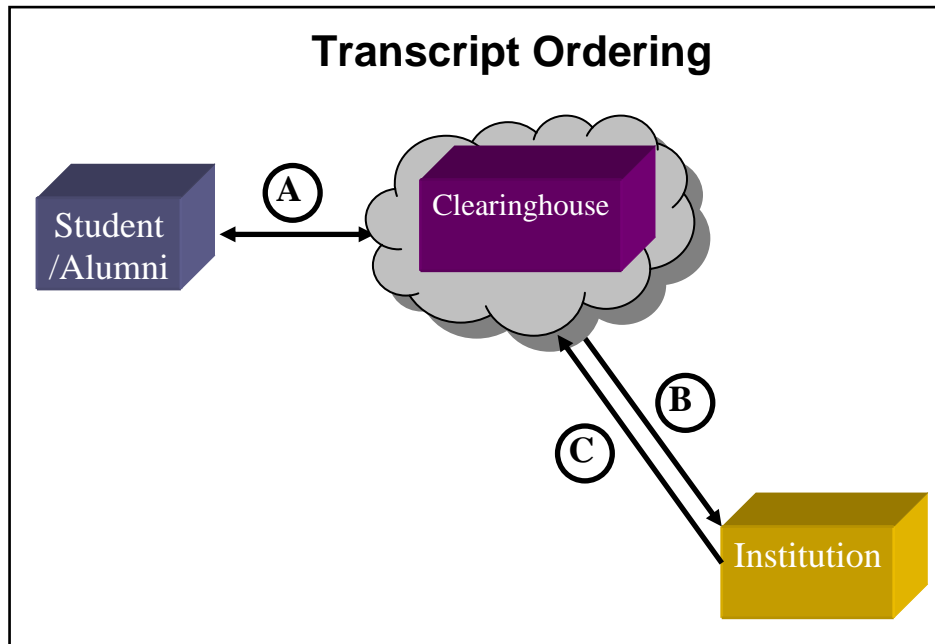 Transcript Ordering
A
Clearinghouse
Student
/Alumni
B
C
Institution